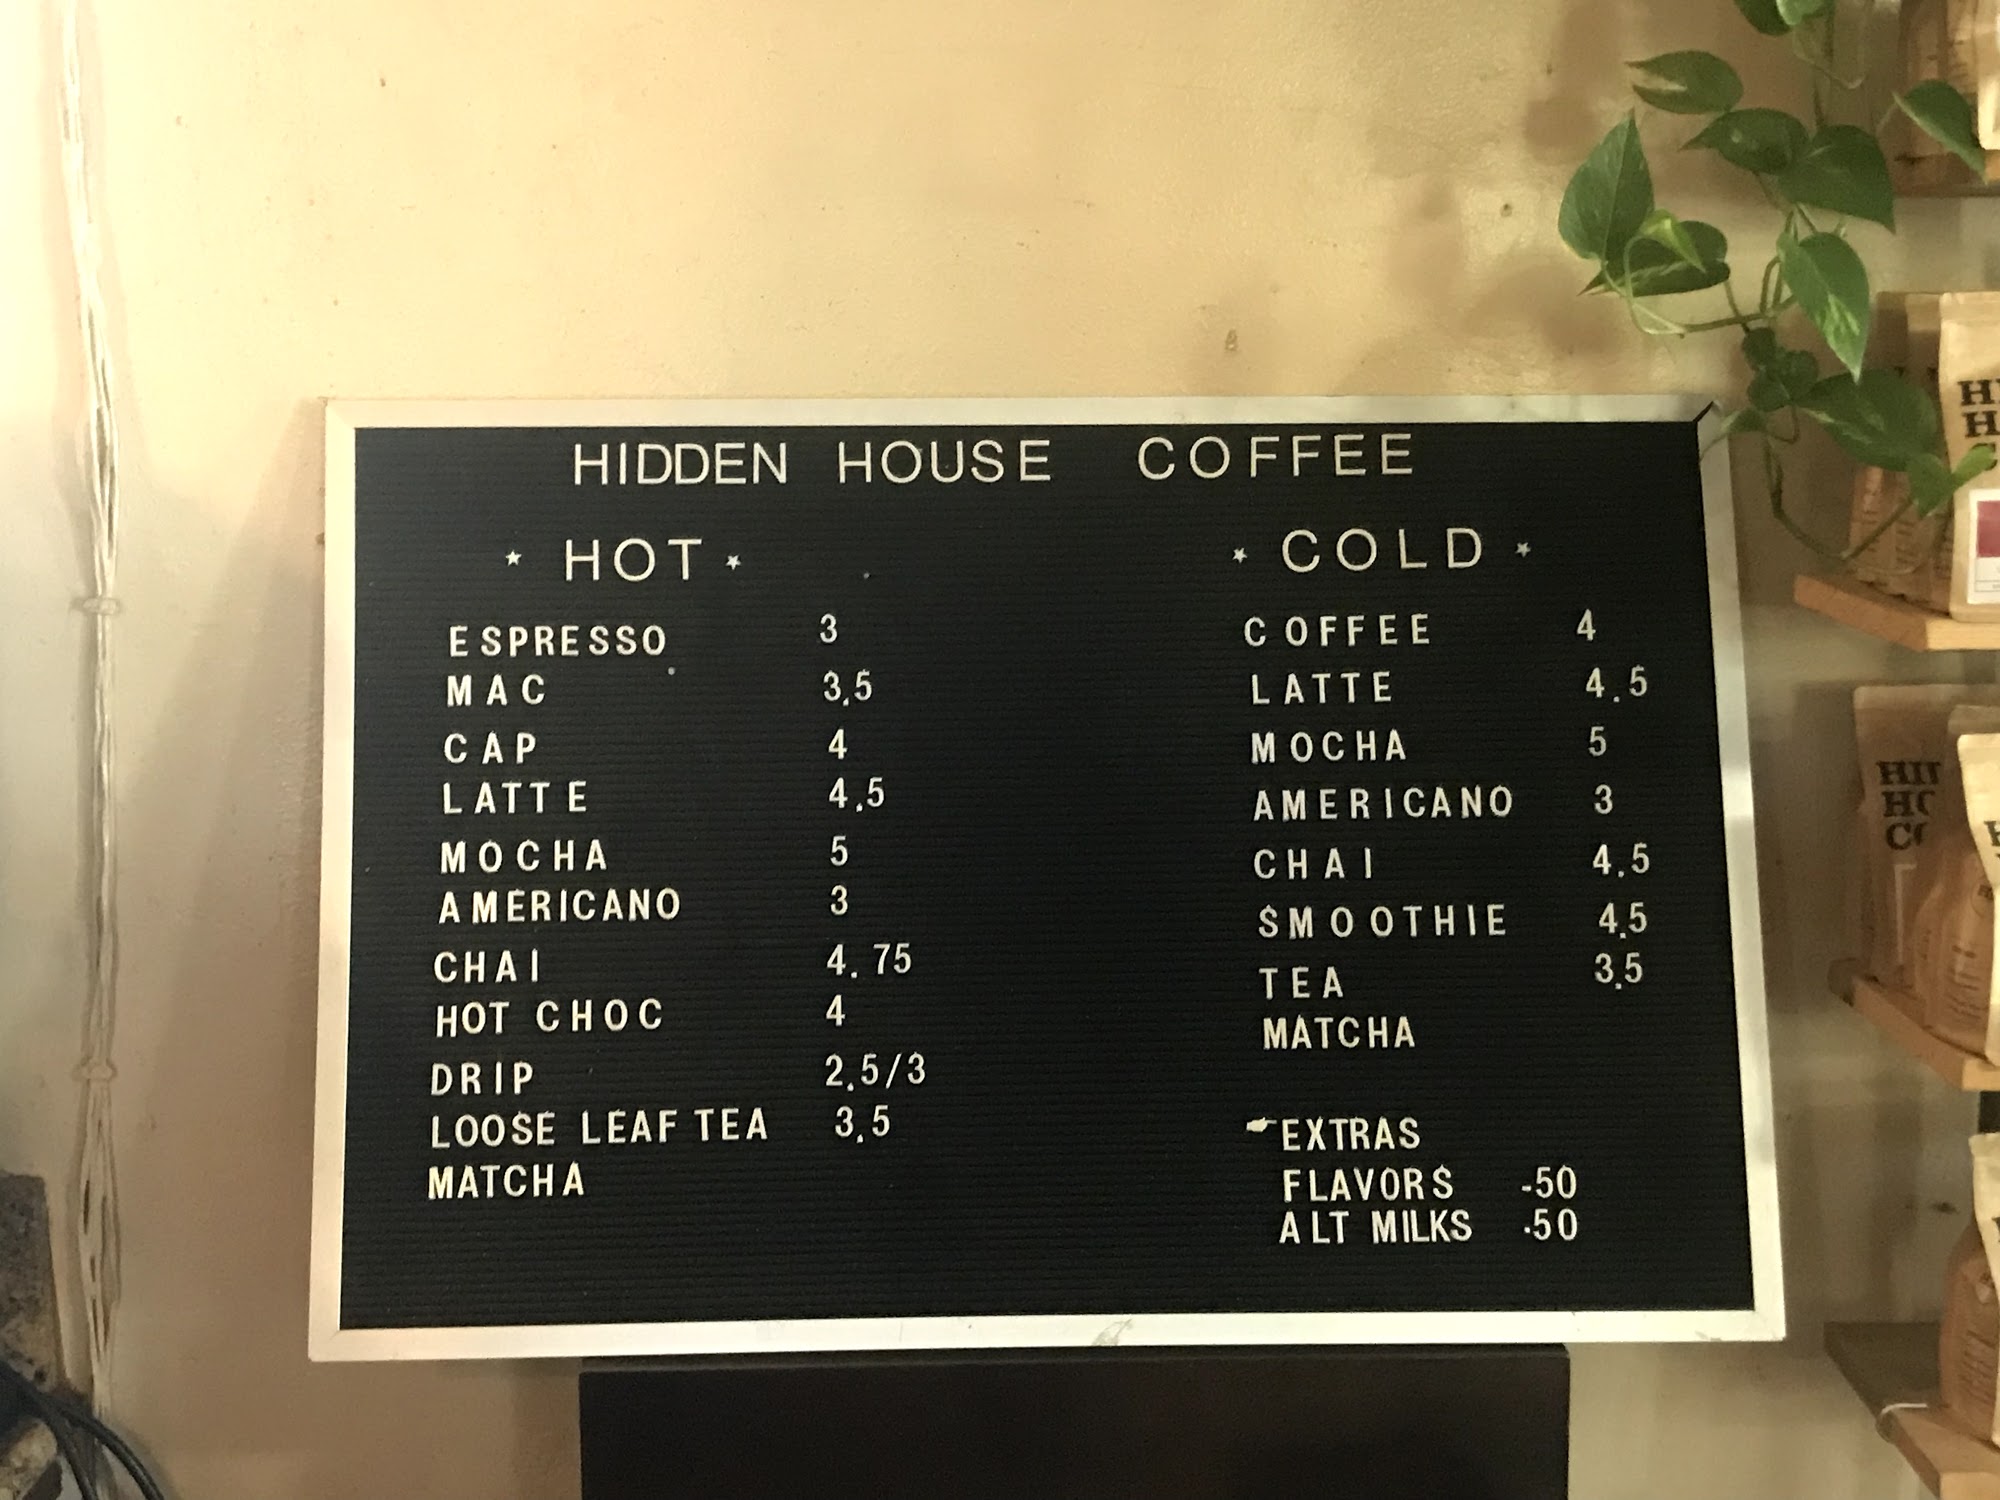 HIDDEN HOUSE COFFEE
* HOT *
ESPRESSO 3
MAC 3.5
CAP 4
LATTE 4.5
MOCHA 5
AMERICANO 3
CHAI 4.75
HOT CHOC 4
DRIP 2.5/3
LOOSE LEAF TEA 3.5
MATCHA
* COLD *
COFFEE 4
LATTE 4.5
MOCHA 5
AMERICANO 3
CHAI 4.5
SMOOTHIE 4.5
TEA 3.5
MATCHA
EXTRAS
FLAVORS -50
ALT MILKS .50